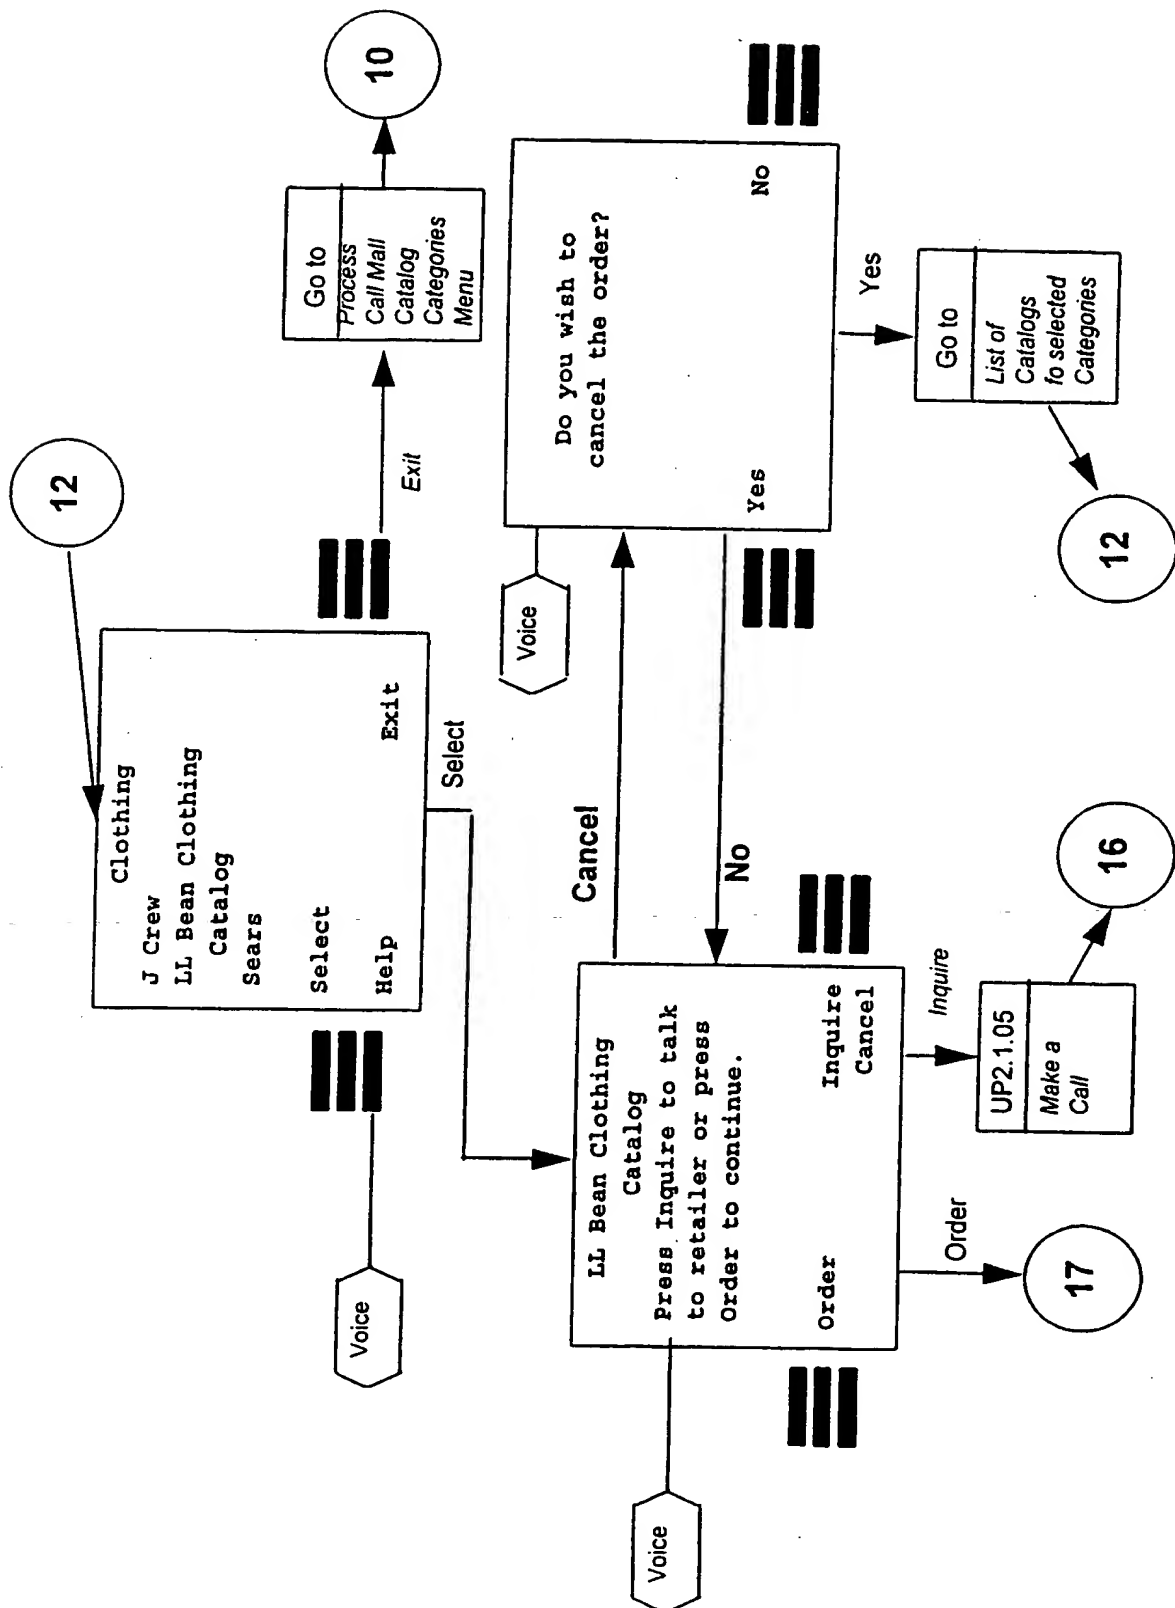 12
Clothing
J Crew
LL Bean Clothing
Catalog
Sears
Select
Help
Exit
Voice
Exit
Go to
Process
Call Mall
Catalog
Categories
Menu
10
Select
LL Bean Clothing
Catalog
Press Inquire to talk
to retailer or press
Order to continue.
Order
Inquire
Cancel
Voice
Cancel
No
Voice
Do you wish to
cancel the order?
Yes
No
Order
17
Inquire
UP2.1.05
Make a
Call
16
Yes
Go to
List of
Catalogs
fo selected
Categories
12